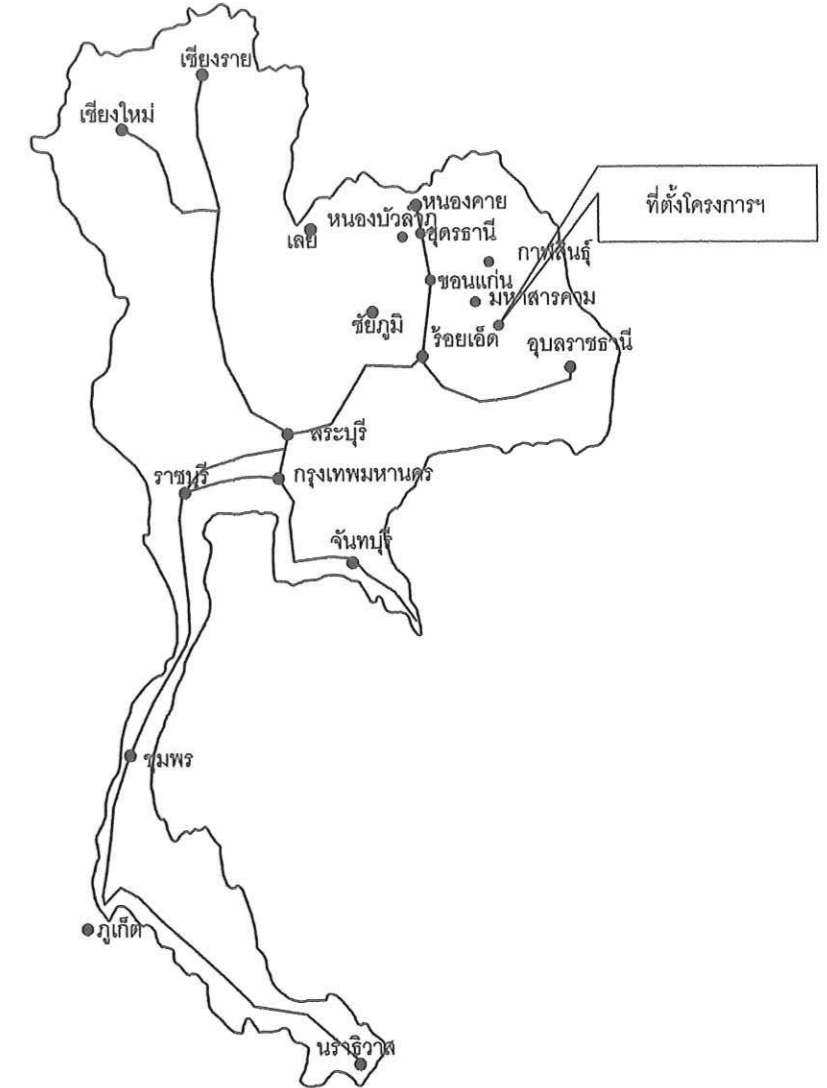 เชียงราย
เชียงใหม่
หนองคาย
หนองบัวลำภู
อุดรธานี
เลย
กาฬสินธุ์
ขอนแก่น
มหาสารคาม
ชัยภูมิ
ร้อยเอ็ด
อุบลราชธานี
ที่ตั้งโครงการฯ
สระบุรี
ราชบุรี
กรุงเทพมหานคร
จันทบุรี
ชุมพร
ภูเก็ต
นราธิวาส